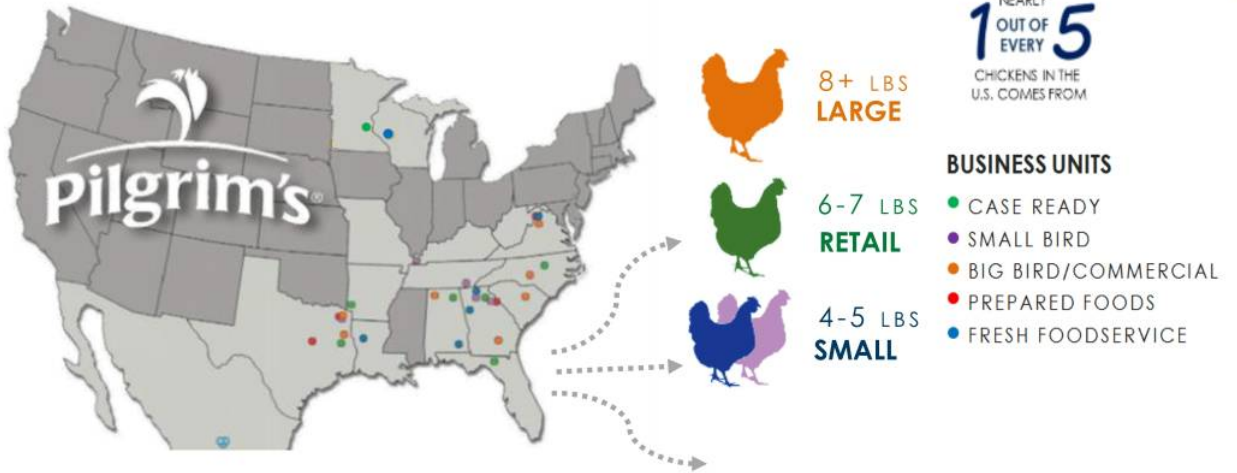 Pilgrim's®
8+ LBS
LARGE
6-7 LBS
RETAIL
4-5 LBS
SMALL
NEARLY
1 OUT OF
EVERY 5
CHICKENS IN THE
U.S. COMES FROM
BUSINESS UNITS
CASE READY
SMALL BIRD
BIG BIRD/COMMERCIAL
PREPARED FOODS
FRESH FOODSERVICE